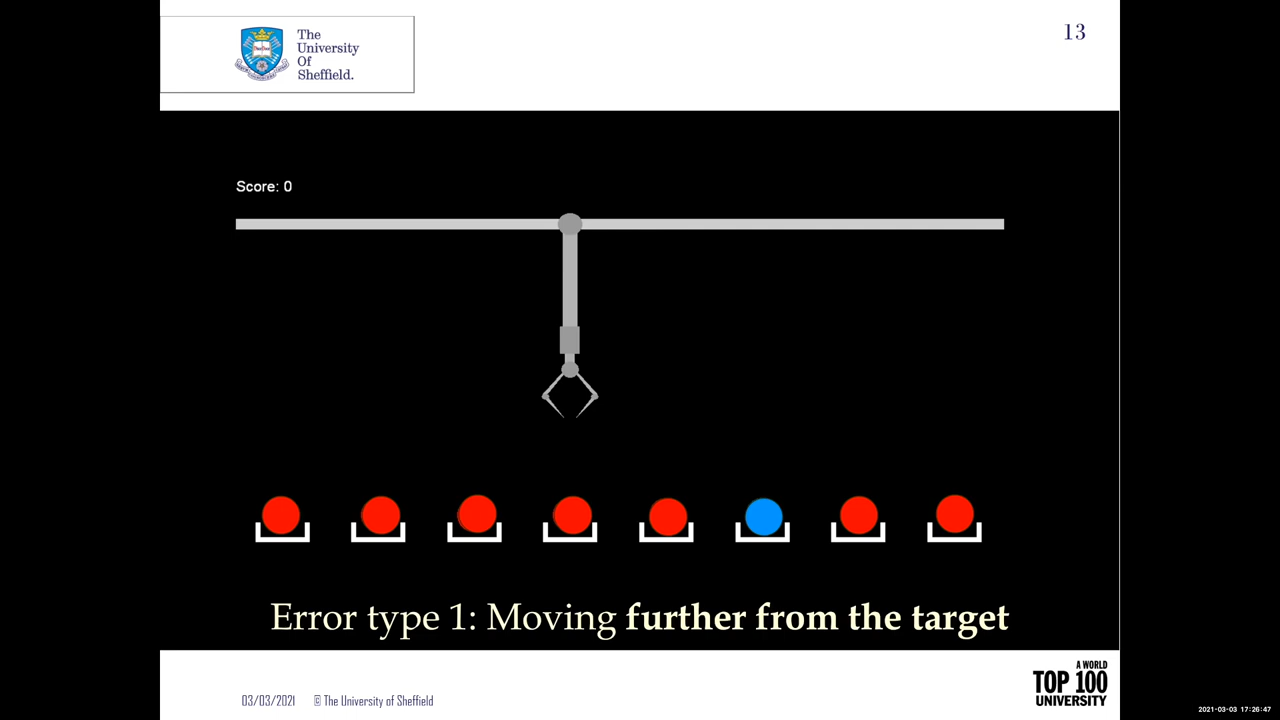 The
University
Of
Sheffield.
13
Score: 0
Error type 1: Moving further from the target
03/03/2021 © The University of Sheffield
A WORLD
TOP 100
UNIVERSITY
2021-03-03 17:26:47